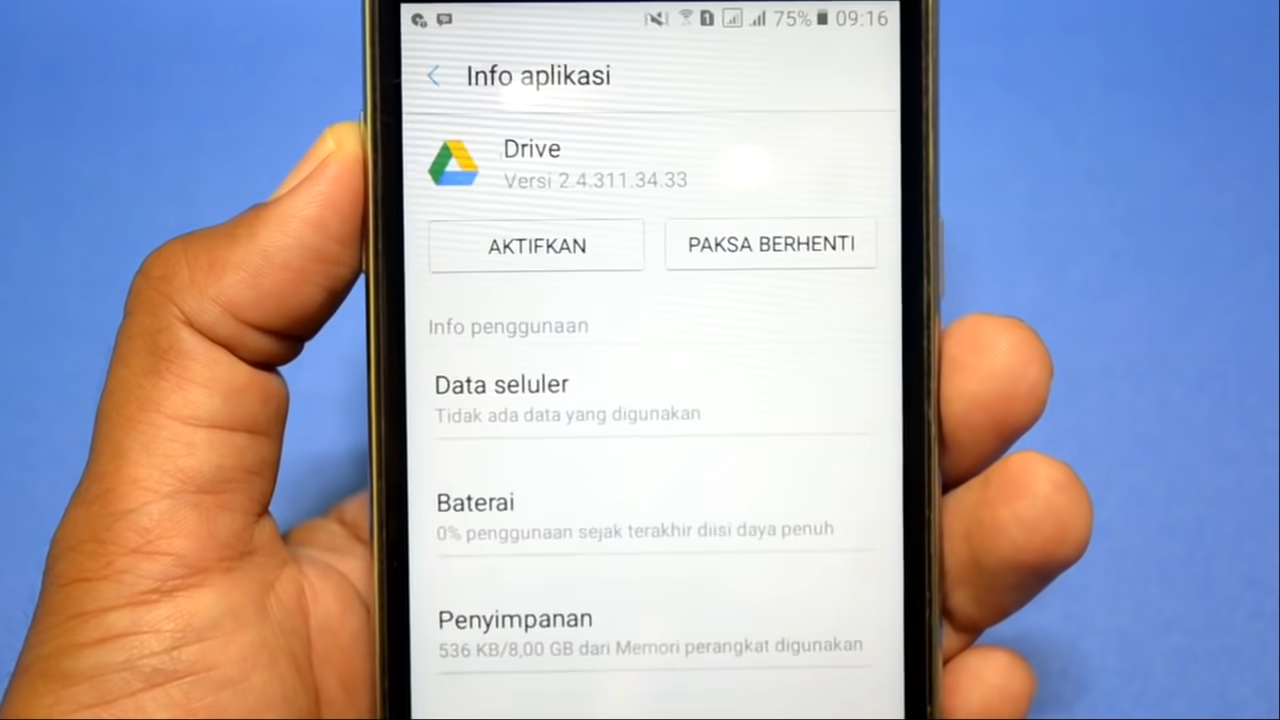 75% 09:16
Info aplikasi
Drive
Versi 2.4.311.34.33
AKTIFKAN
PAKSA BERHENTI
Info penggunaan
Data seluler
Tidak ada data yang digunakan
Baterai
0% penggunaan sejak terakhir diisi daya penuh
Penyimpanan
536 KB/8,00 GB dari Memori perangkat digunakan